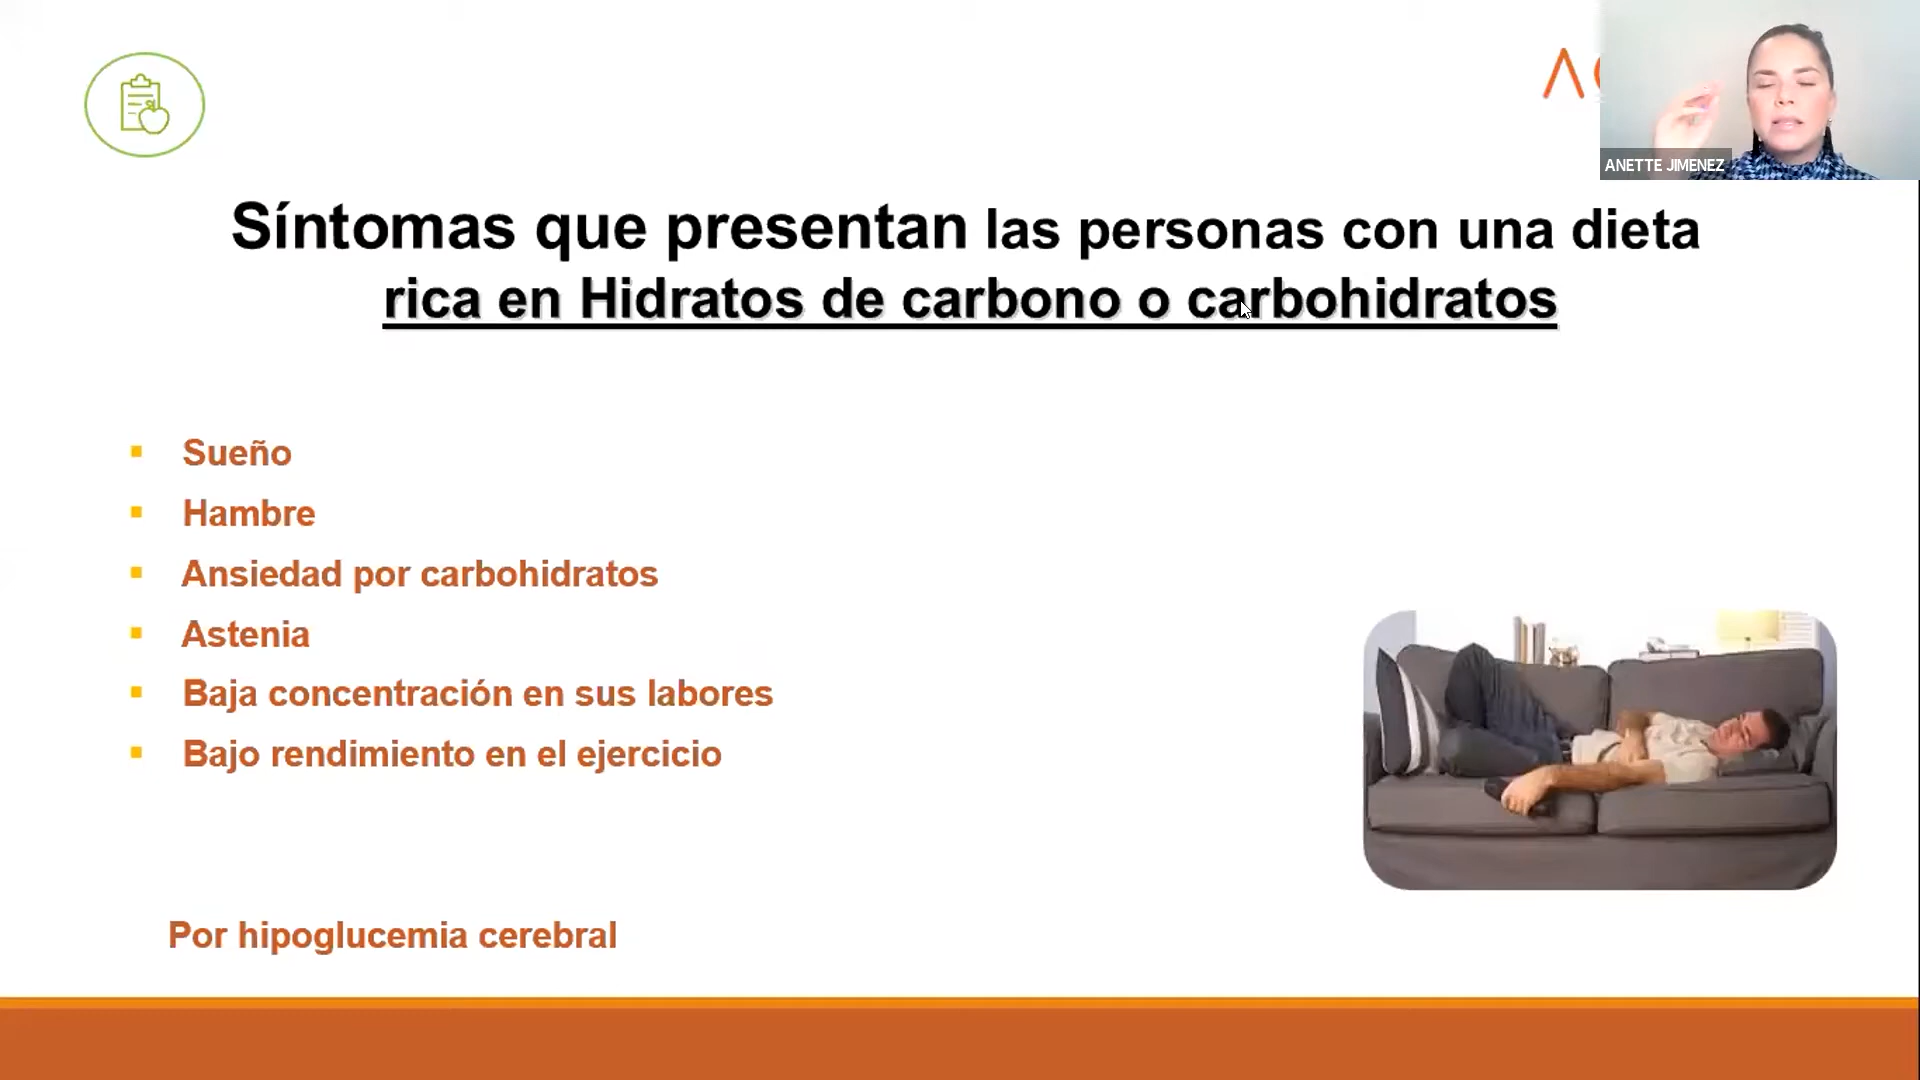 ANETTE JIMENEZ
Síntomas que presentan las personas con una dieta
rica en Hidratos de carbono o carbohidratos
Sueño
Hambre
Ansiedad por carbohidratos
Astenia
Baja concentración en sus labores
Bajo rendimiento en el ejercicio
Por hipoglucemia cerebral